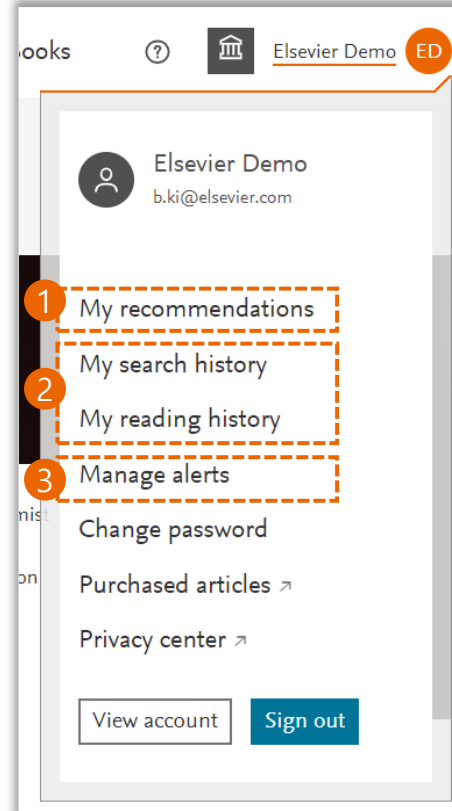 ooks
?
Elsevier Demo
ED
Elsevier Demo
b.ki@elsevier.com
1
My recommendations
2
My search history
My reading history
3
Manage alerts
mist
Change password
on
Purchased articles ↗
Privacy center ↗
View account
Sign out